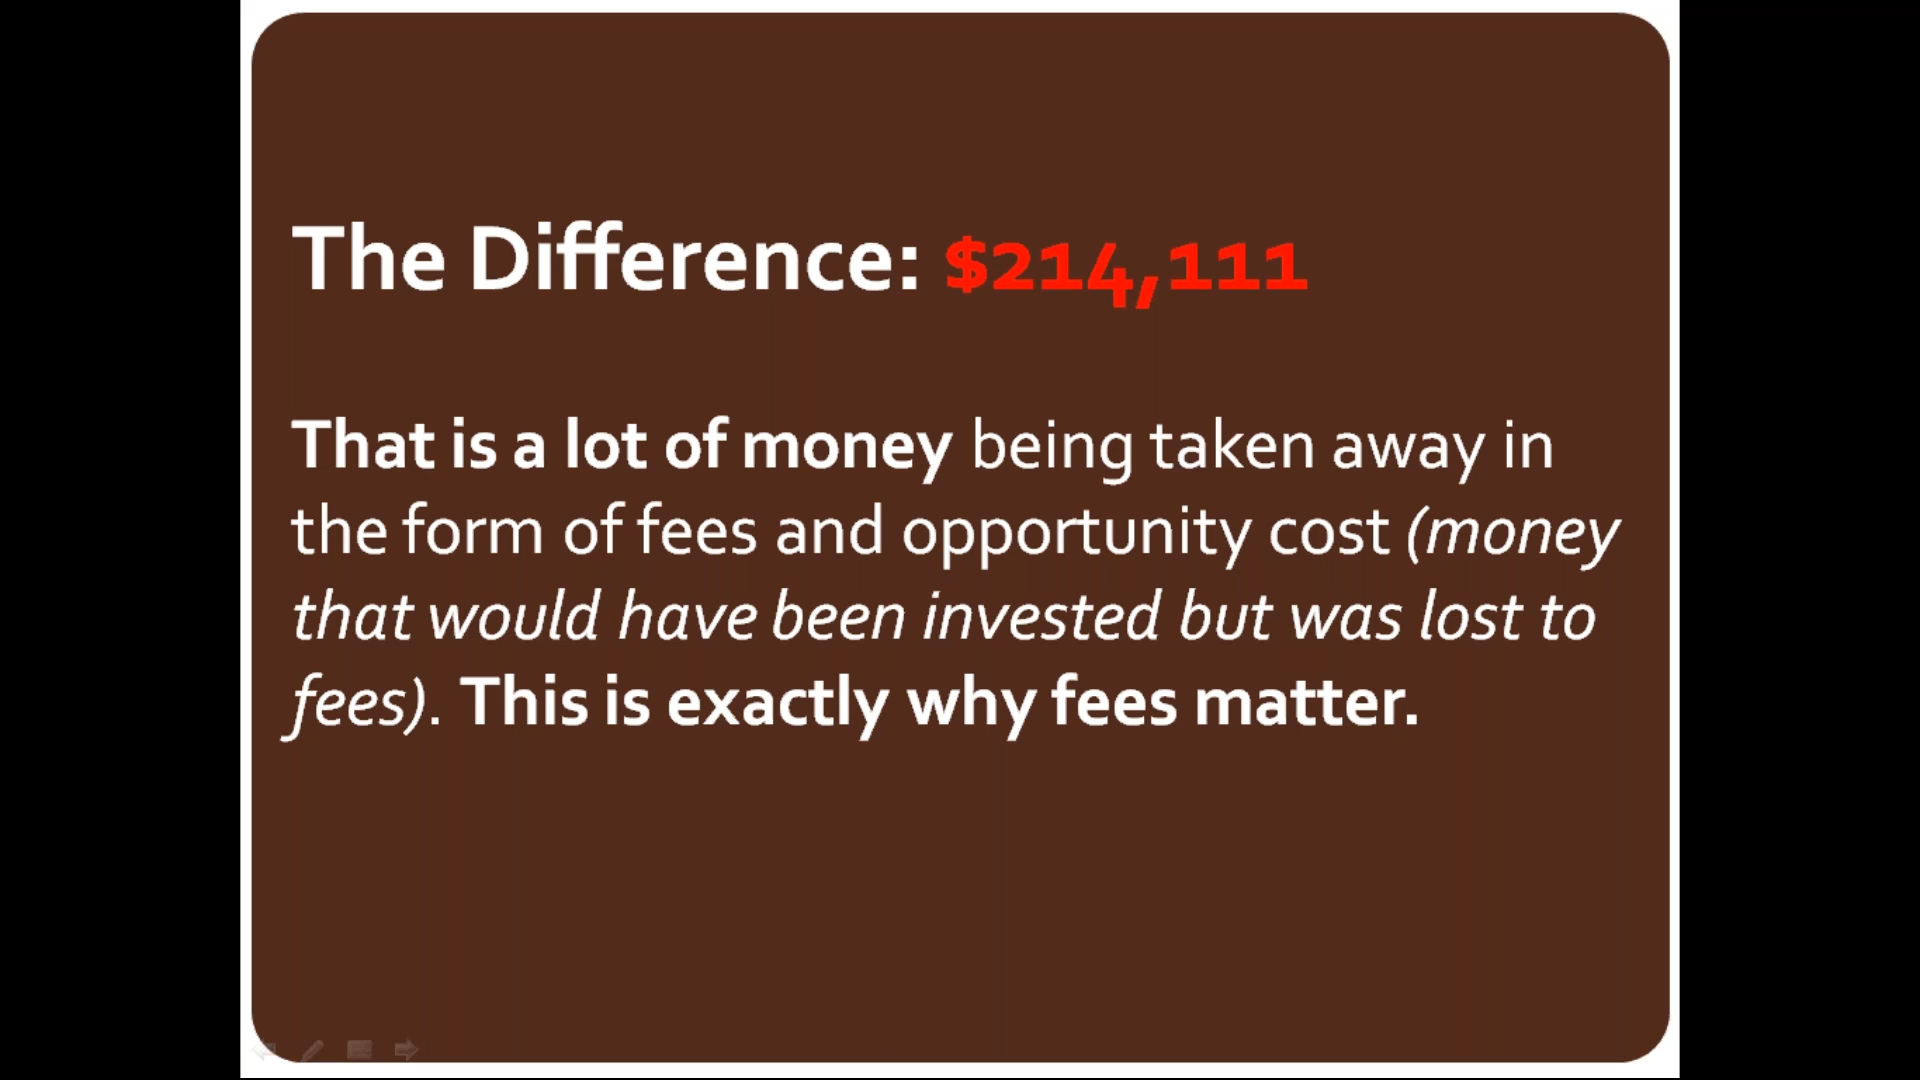 The Difference: $214,111
That is a lot of money being taken away in
the form of fees and opportunity cost (money
that would have been invested but was lost to
fees). This is exactly why fees matter.